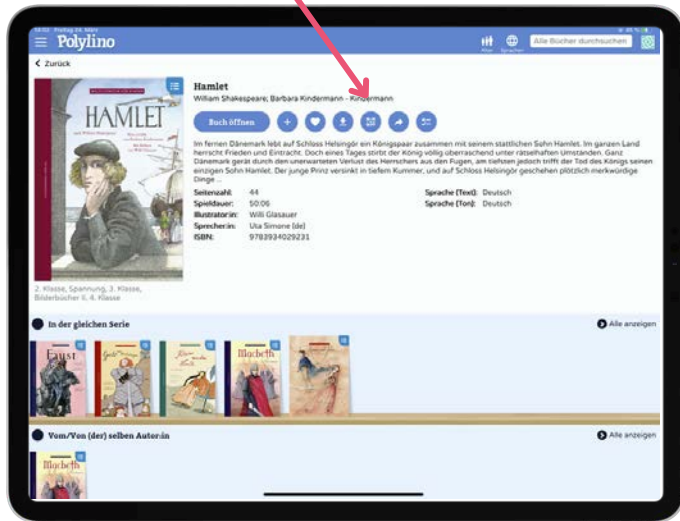 14:02 Freitag 24. März
Polylino
Alter Sprachen
Alle Bücher durchsuchen
Zurück
HAMLET
Hamlet
William Shakespeare; Barbara Kindermann - Kindermann
Buch öffnen
Im fernen Dänemark lebt auf Schloss Helsingör ein Königspaar zusammen mit seinem stattlichen Sohn Hamlet. Im ganzen Land
herrscht Frieden und Eintracht. Doch eines Tages stirbt der König völlig überraschend unter rätselhaften Umständen. Ganz
Dänemark gerät durch den unerwarteten Verlust des Herrschers aus den Fugen, am tiefsten jedoch trifft der Tod des Königs seinen
einzigen Sohn Hamlet. Der junge Prinz versinkt in tiefem Kummer, und auf Schloss Helsingör geschehen plötzlich merkwürdige
Dinge ...
Seitenzahl: 44
Sprache (Text): Deutsch
Spieldauer: 50:06
Sprache (Ton): Deutsch
Illustrator:in: Willi Glasauer
Sprecher:in: Uta Simone (de)
ISBN: 9783934029231
2. Klasse, Spannung, 3. Klasse,
Bilderbücher II, 4. Klasse
In der gleichen Serie
Alle anzeigen
Faust
Macbeth
Vom/Von (der) selben Autor:in
Alle anzeigen
Macbeth